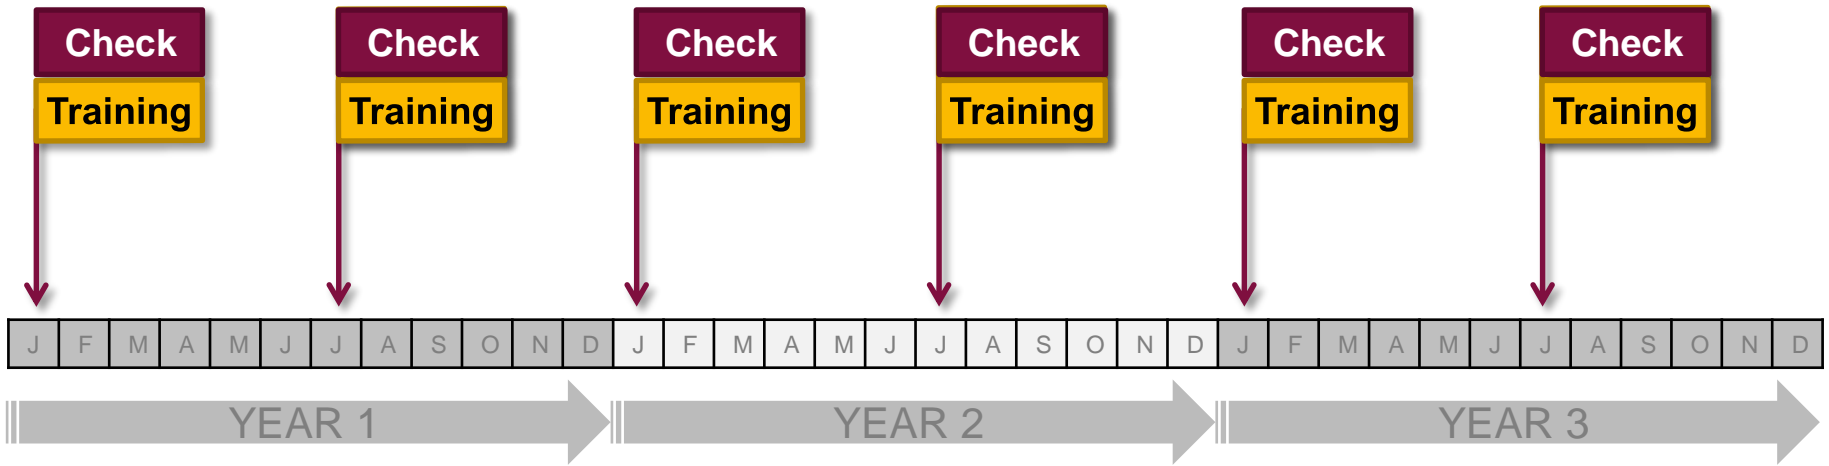 Check Check Check Check Check Check
Training Training Training Training Training Training
J F M A M J J A S O N D J F M A M J J A S O N D J F M A M J J A S O N D
YEAR 1 YEAR 2 YEAR 3